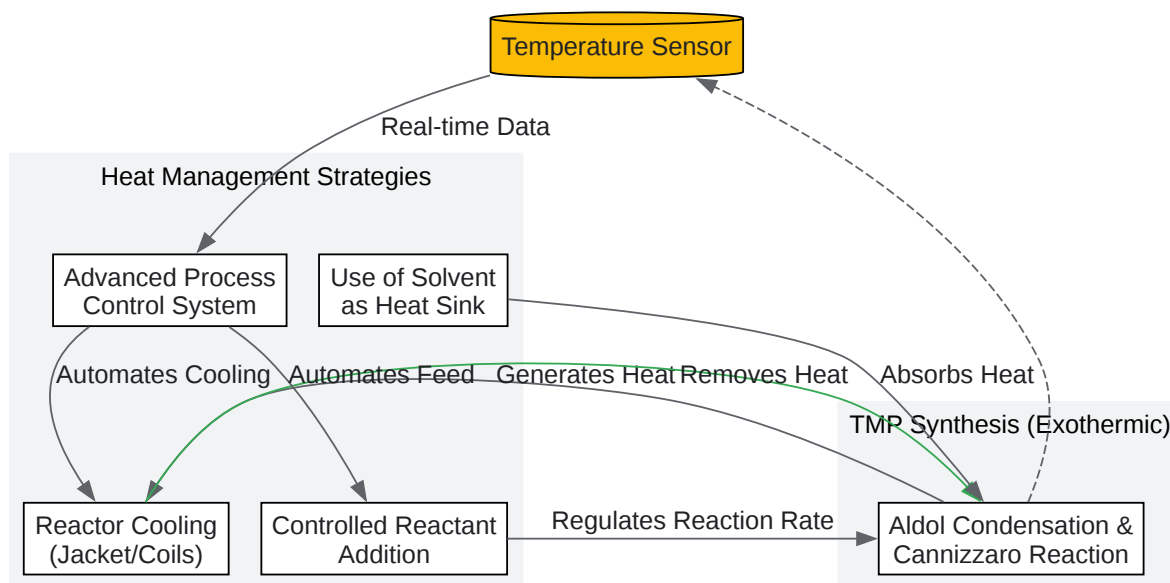 Temperature Sensor
Real-time Data
Heat Management Strategies
Advanced Process
Control System
Use of Solvent
as Heat Sink
Automates Cooling
Automates Feed
Generates Heat
Removes Heat
Absorbs Heat
TMP Synthesis (Exothermic)
Reactor Cooling
(Jacket/Coils)
Controlled Reactant
Addition
Regulates Reaction Rate
Aldol Condensation &
Cannizzaro Reaction